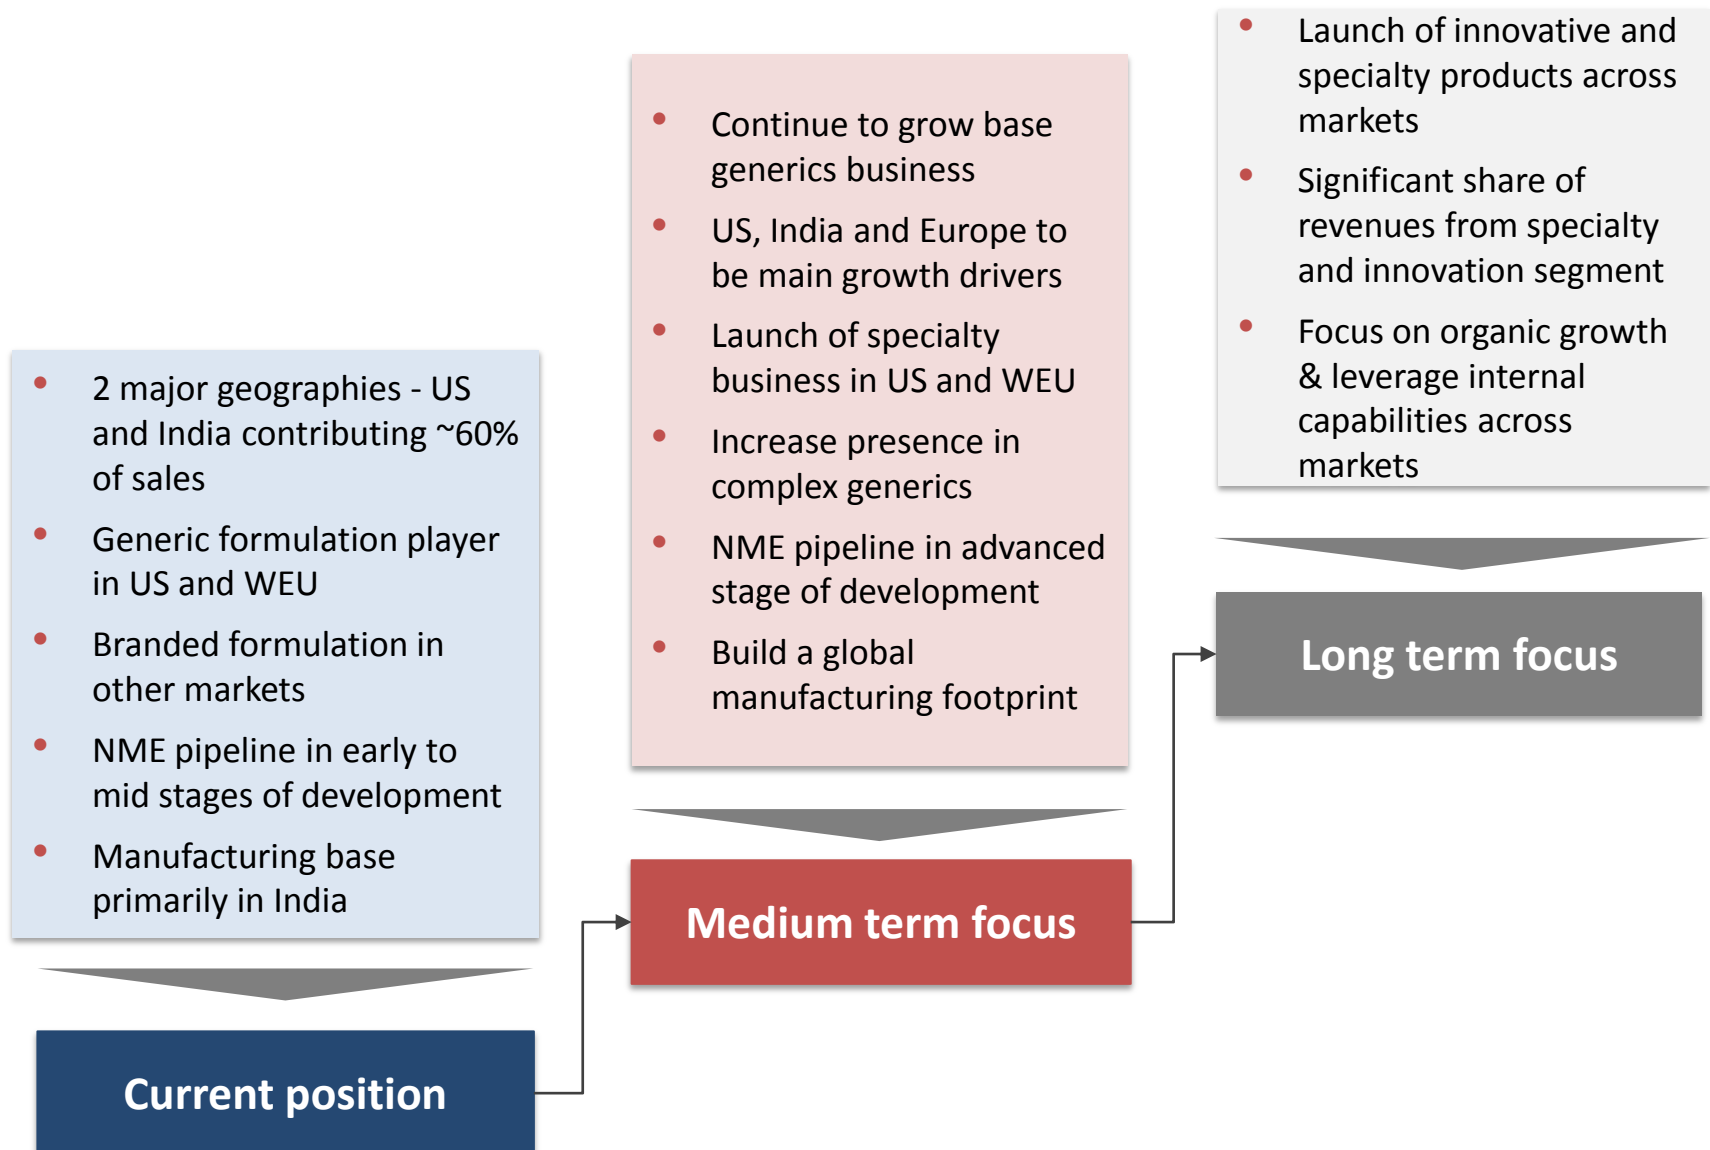 • 2 major geographies - US
and India contributing ~60%
of sales
• Generic formulation player
in US and WEU
• Branded formulation in
other markets
• NME pipeline in early to
mid stages of development
• Manufacturing base
primarily in India
Current position
• Continue to grow base
generics business
• US, India and Europe to
be main growth drivers
• Launch of specialty
business in US and WEU
• Increase presence in
complex generics
• NME pipeline in advanced
stage of development
• Build a global
manufacturing footprint
Medium term focus
• Launch of innovative and
specialty products across
markets
• Significant share of
revenues from specialty
and innovation segment
• Focus on organic growth
& leverage internal
capabilities across
markets
Long term focus